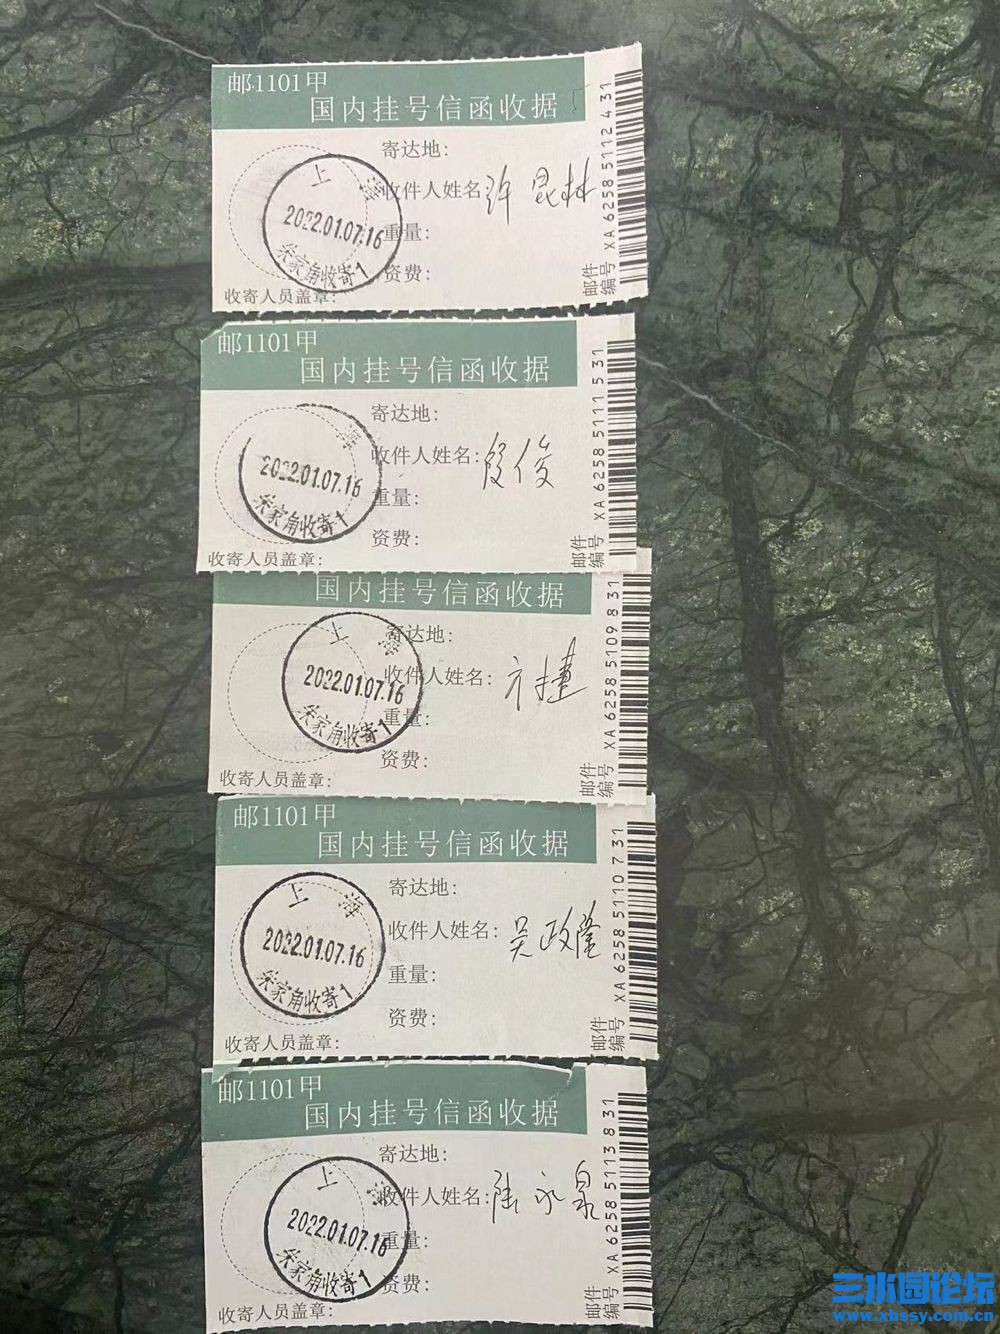 邮1101甲
国内挂号信函收据
寄达地:
收件人姓名: 许昆林
重量:
资费:
收寄人员盖章:
上海
2022.01.07.16
朱家角收寄1
邮件编号 XA 6258 5112 4 31
邮1101甲
国内挂号信函收据
寄达地:
收件人姓名: 段俊
重量:
资费:
收寄人员盖章:
海
2022.01.07.16
朱家角收寄1
邮件编号 XA 6258 5111 5 31
国内挂号信函收据
寄达地:
收件人姓名: 方捷
重量:
资费:
收寄人员盖章:
上海
2022.01.07.16
朱家角收寄1
邮件编号 XA 6258 5109 8 31
邮1101甲
国内挂号信函收据
寄达地:
收件人姓名: 吴政隆
重量:
资费:
收寄人员盖章:
上海
2022.01.07.16
朱家角收寄1
邮件编号 XA 6258 5110 7 31
邮1101甲
国内挂号信函收据
寄达地:
收件人姓名: 陆永泉
重量:
资费:
收寄人员盖章:
上海
2022.01.07.16
朱家角收寄1
邮件编号 XA 6258 5113 8 31
三水园论坛
www.xhssy.com.cn